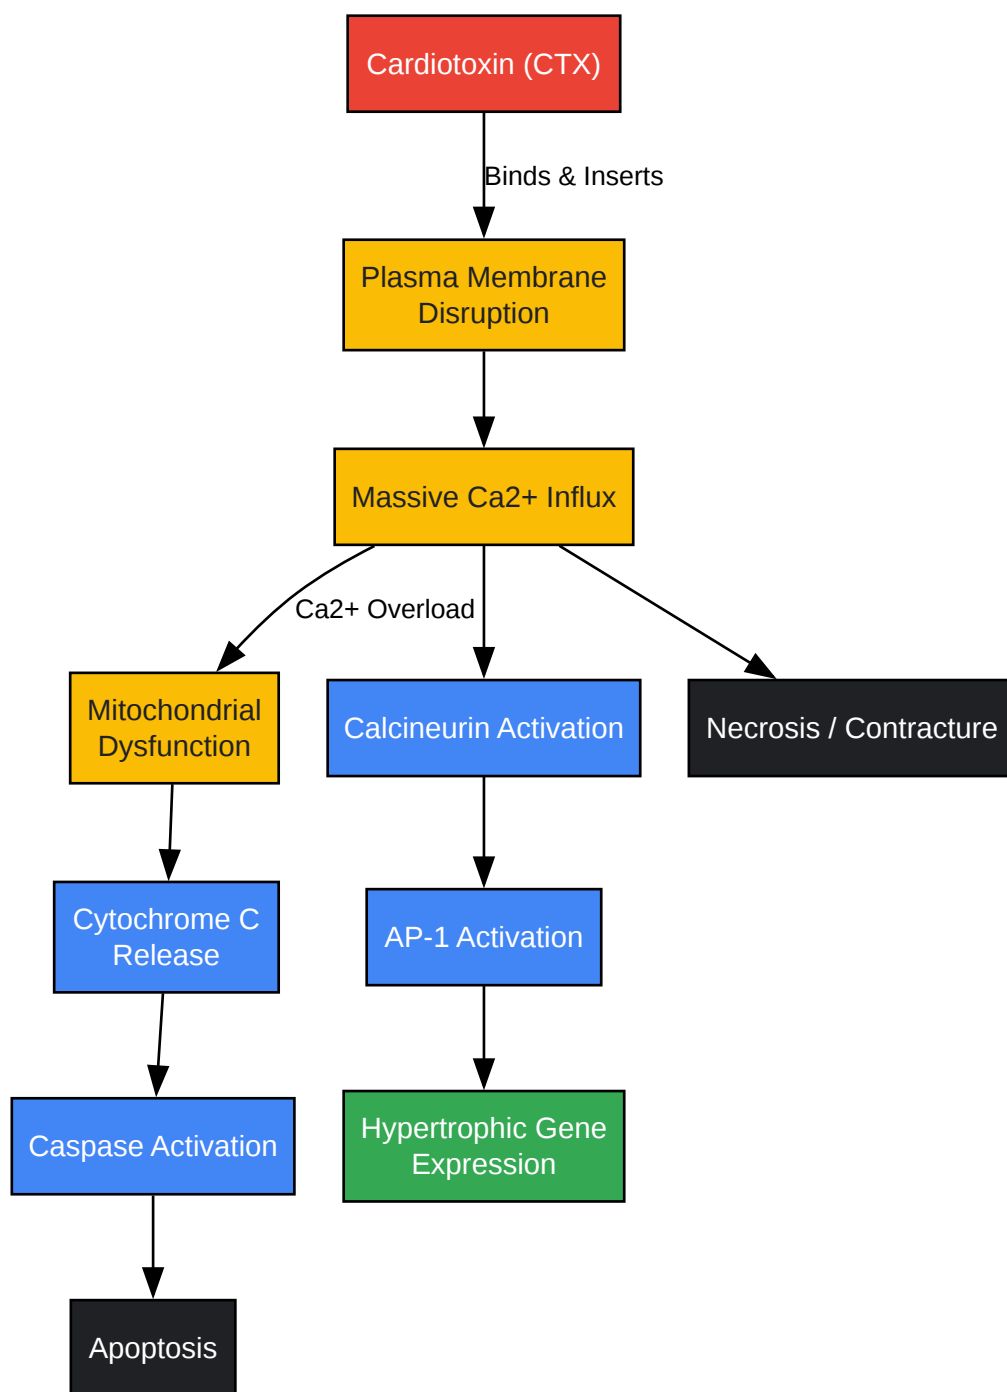 Cardiotoxin (CTX)
Binds & Inserts
Plasma Membrane
Disruption
Massive Ca2+ Influx
Ca2+ Overload
Mitochondrial
Dysfunction
Calcineurin Activation
Necrosis / Contracture
Cytochrome C
Release
AP-1 Activation
Caspase Activation
Hypertrophic Gene
Expression
Apoptosis